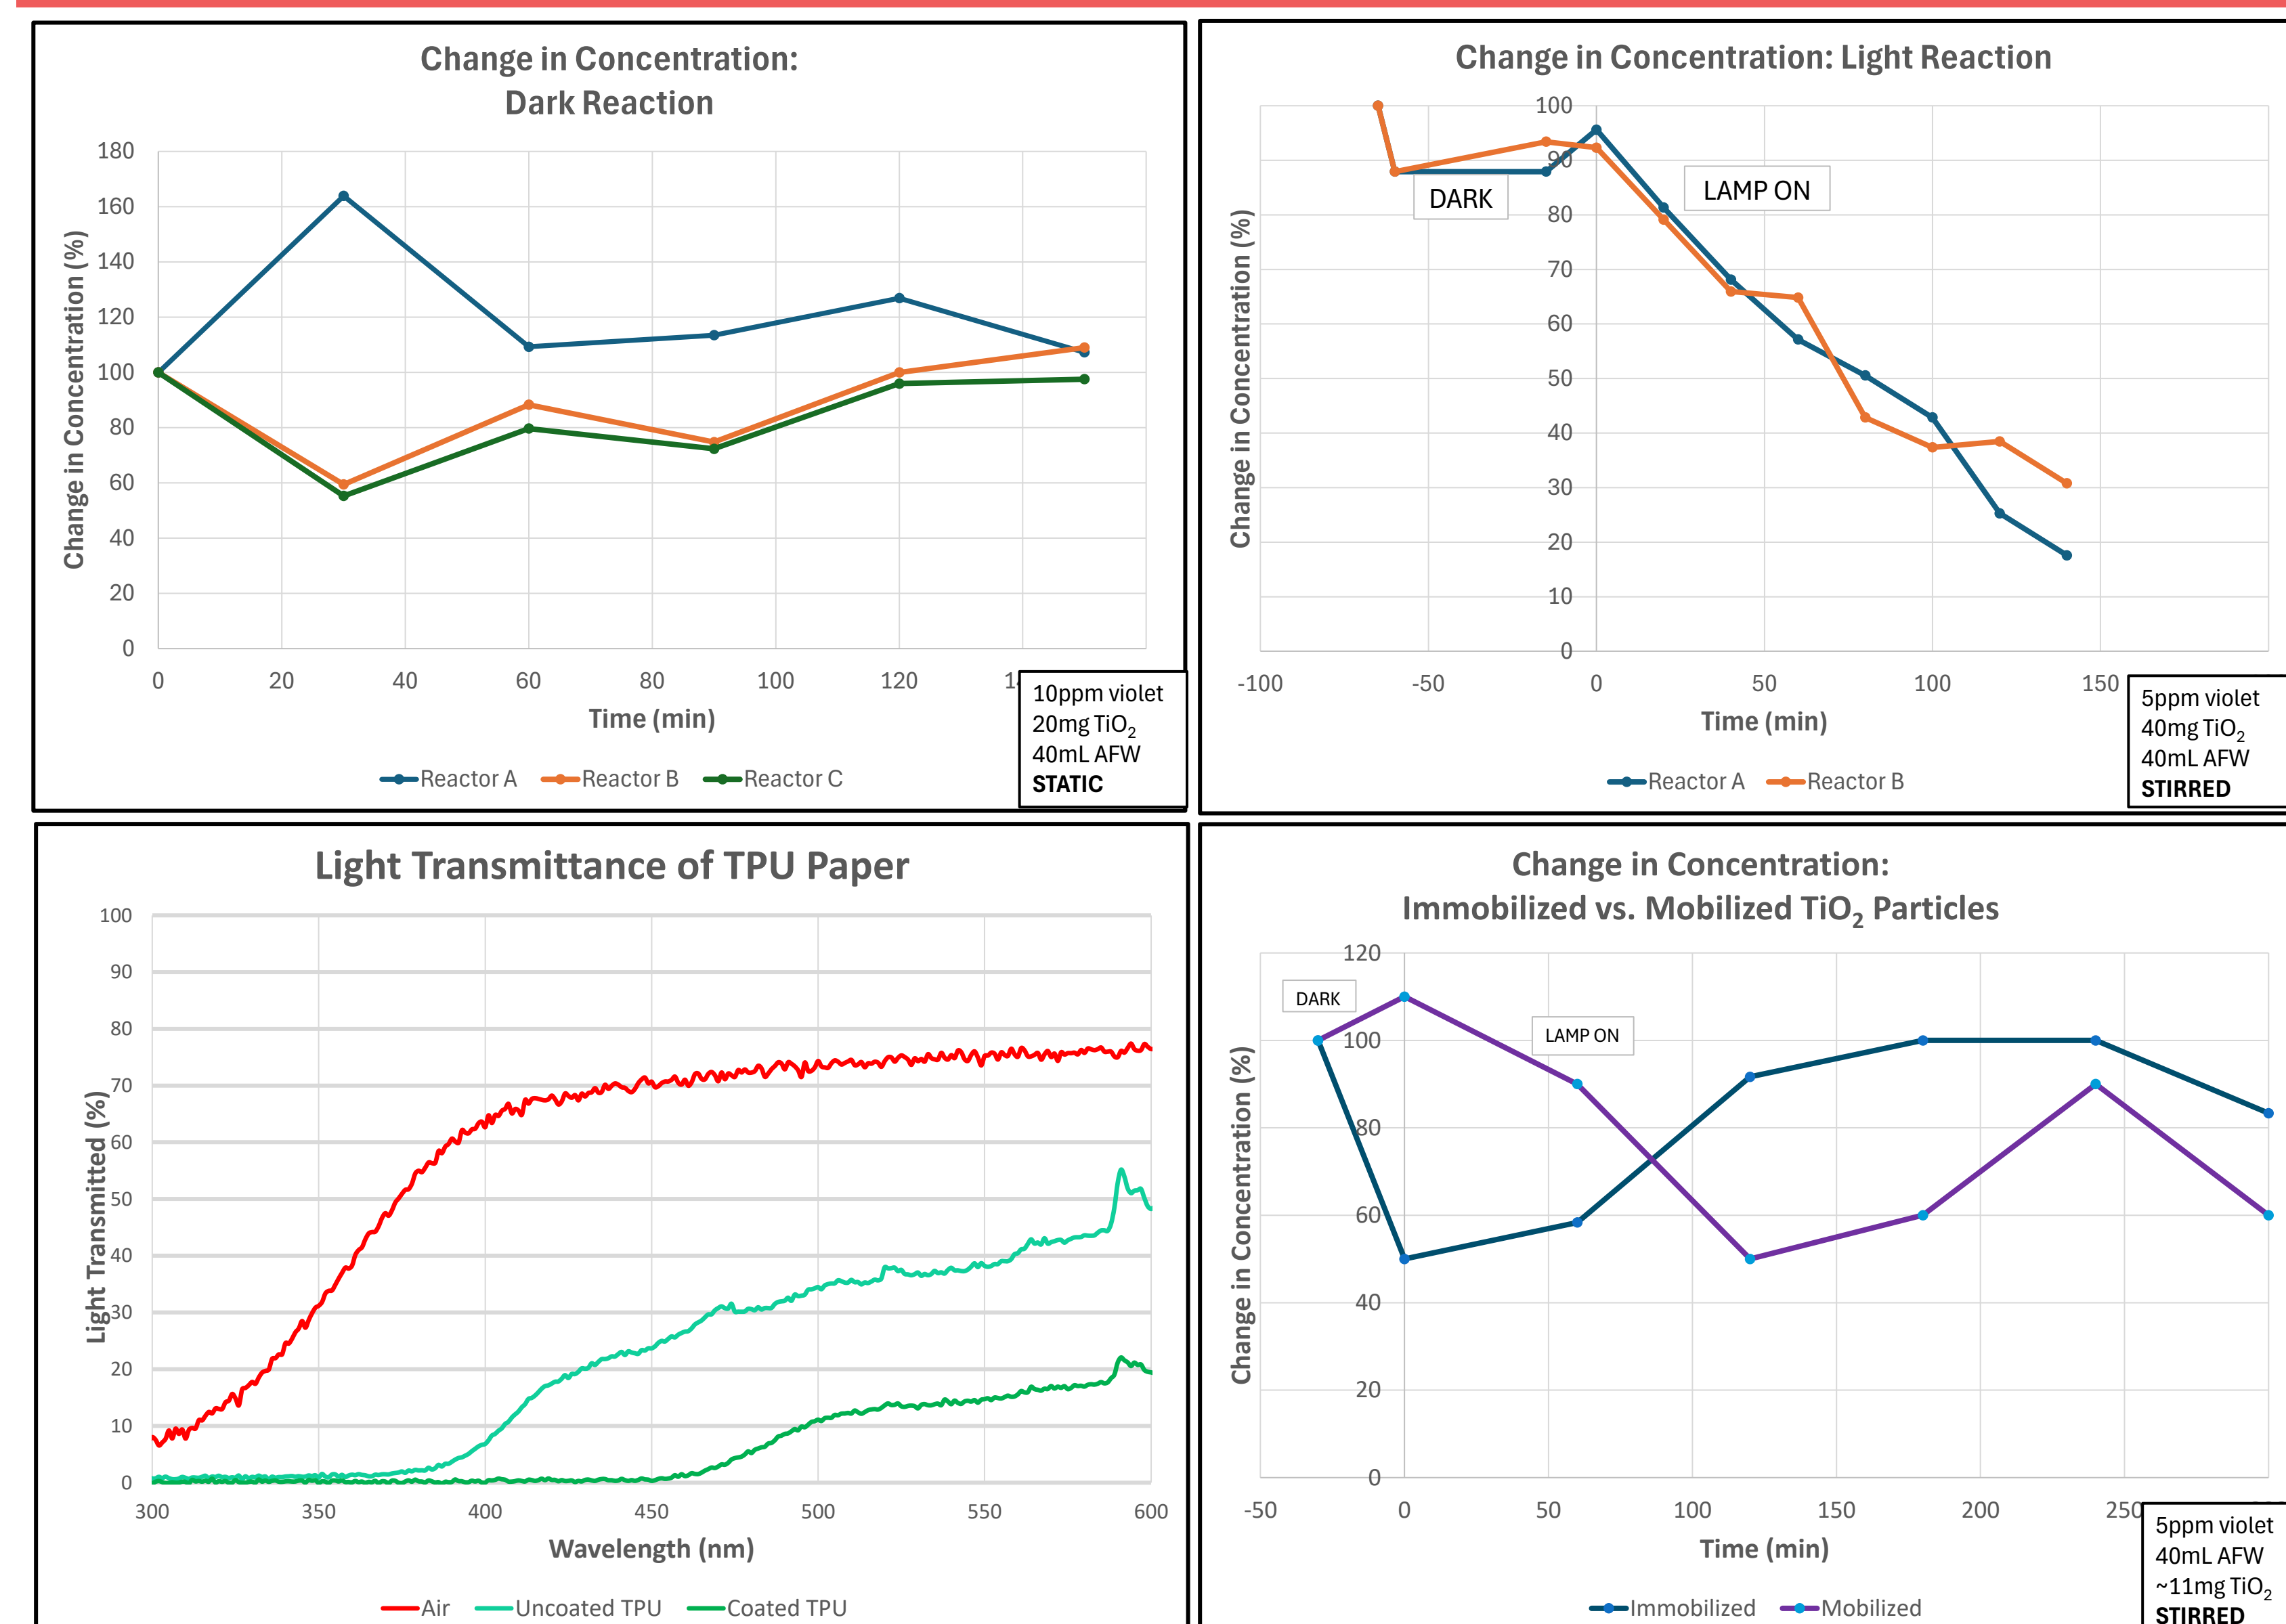 Change in Concentration:
Dark Reaction
Change in Concentration (%)
180
160
140
120
100
80
60
40
20
0
0 20 40 60 80 100 120
Time (min)
Reactor A Reactor B Reactor C
10ppm violet
20mg TiO₂
40mL AFW
STATIC
Change in Concentration: Light Reaction
Change in Concentration (%)
100
90
80
70
60
50
40
30
20
10
0
DARK
LAMP ON
-100 -50 0 50 100 150
Time (min)
Reactor A Reactor B
5ppm violet
40mg TiO₂
40mL AFW
STIRRED
Light Transmittance of TPU Paper
Light Transmitted (%)
100
90
80
70
60
50
40
30
20
10
0
300 350 400 450 500 550 600
Wavelength (nm)
Air Uncoated TPU Coated TPU
Change in Concentration:
Immobilized vs. Mobilized TiO₂ Particles
Change in Concentration (%)
120
100
80
60
40
20
0
DARK
LAMP ON
-50 0 50 100 150 200 250
Time (min)
Immobilized Mobilized
5ppm violet
40mL AFW
~11mg TiO₂
STIRRED